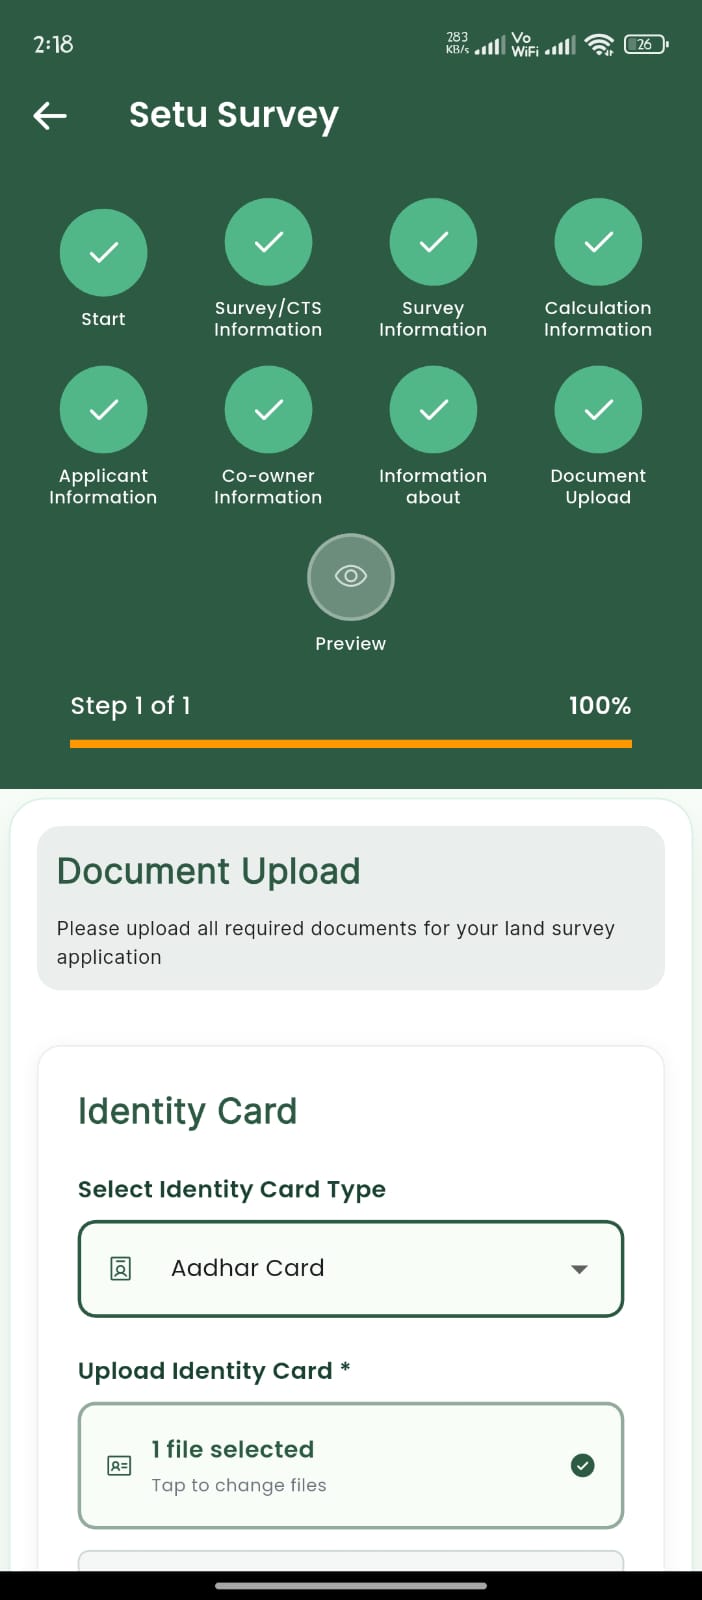 2:18
283
KB/s
Vo
WiFi
26
Setu Survey
Start
Survey/CTS
Information
Survey
Information
Calculation
Information
Applicant
Information
Co-owner
Information
Information
about
Document
Upload
Preview
Step 1 of 1
100%
Document Upload
Please upload all required documents for your land survey
application
Identity Card
Select Identity Card Type
Aadhar Card
Upload Identity Card *
1 file selected
Tap to change files